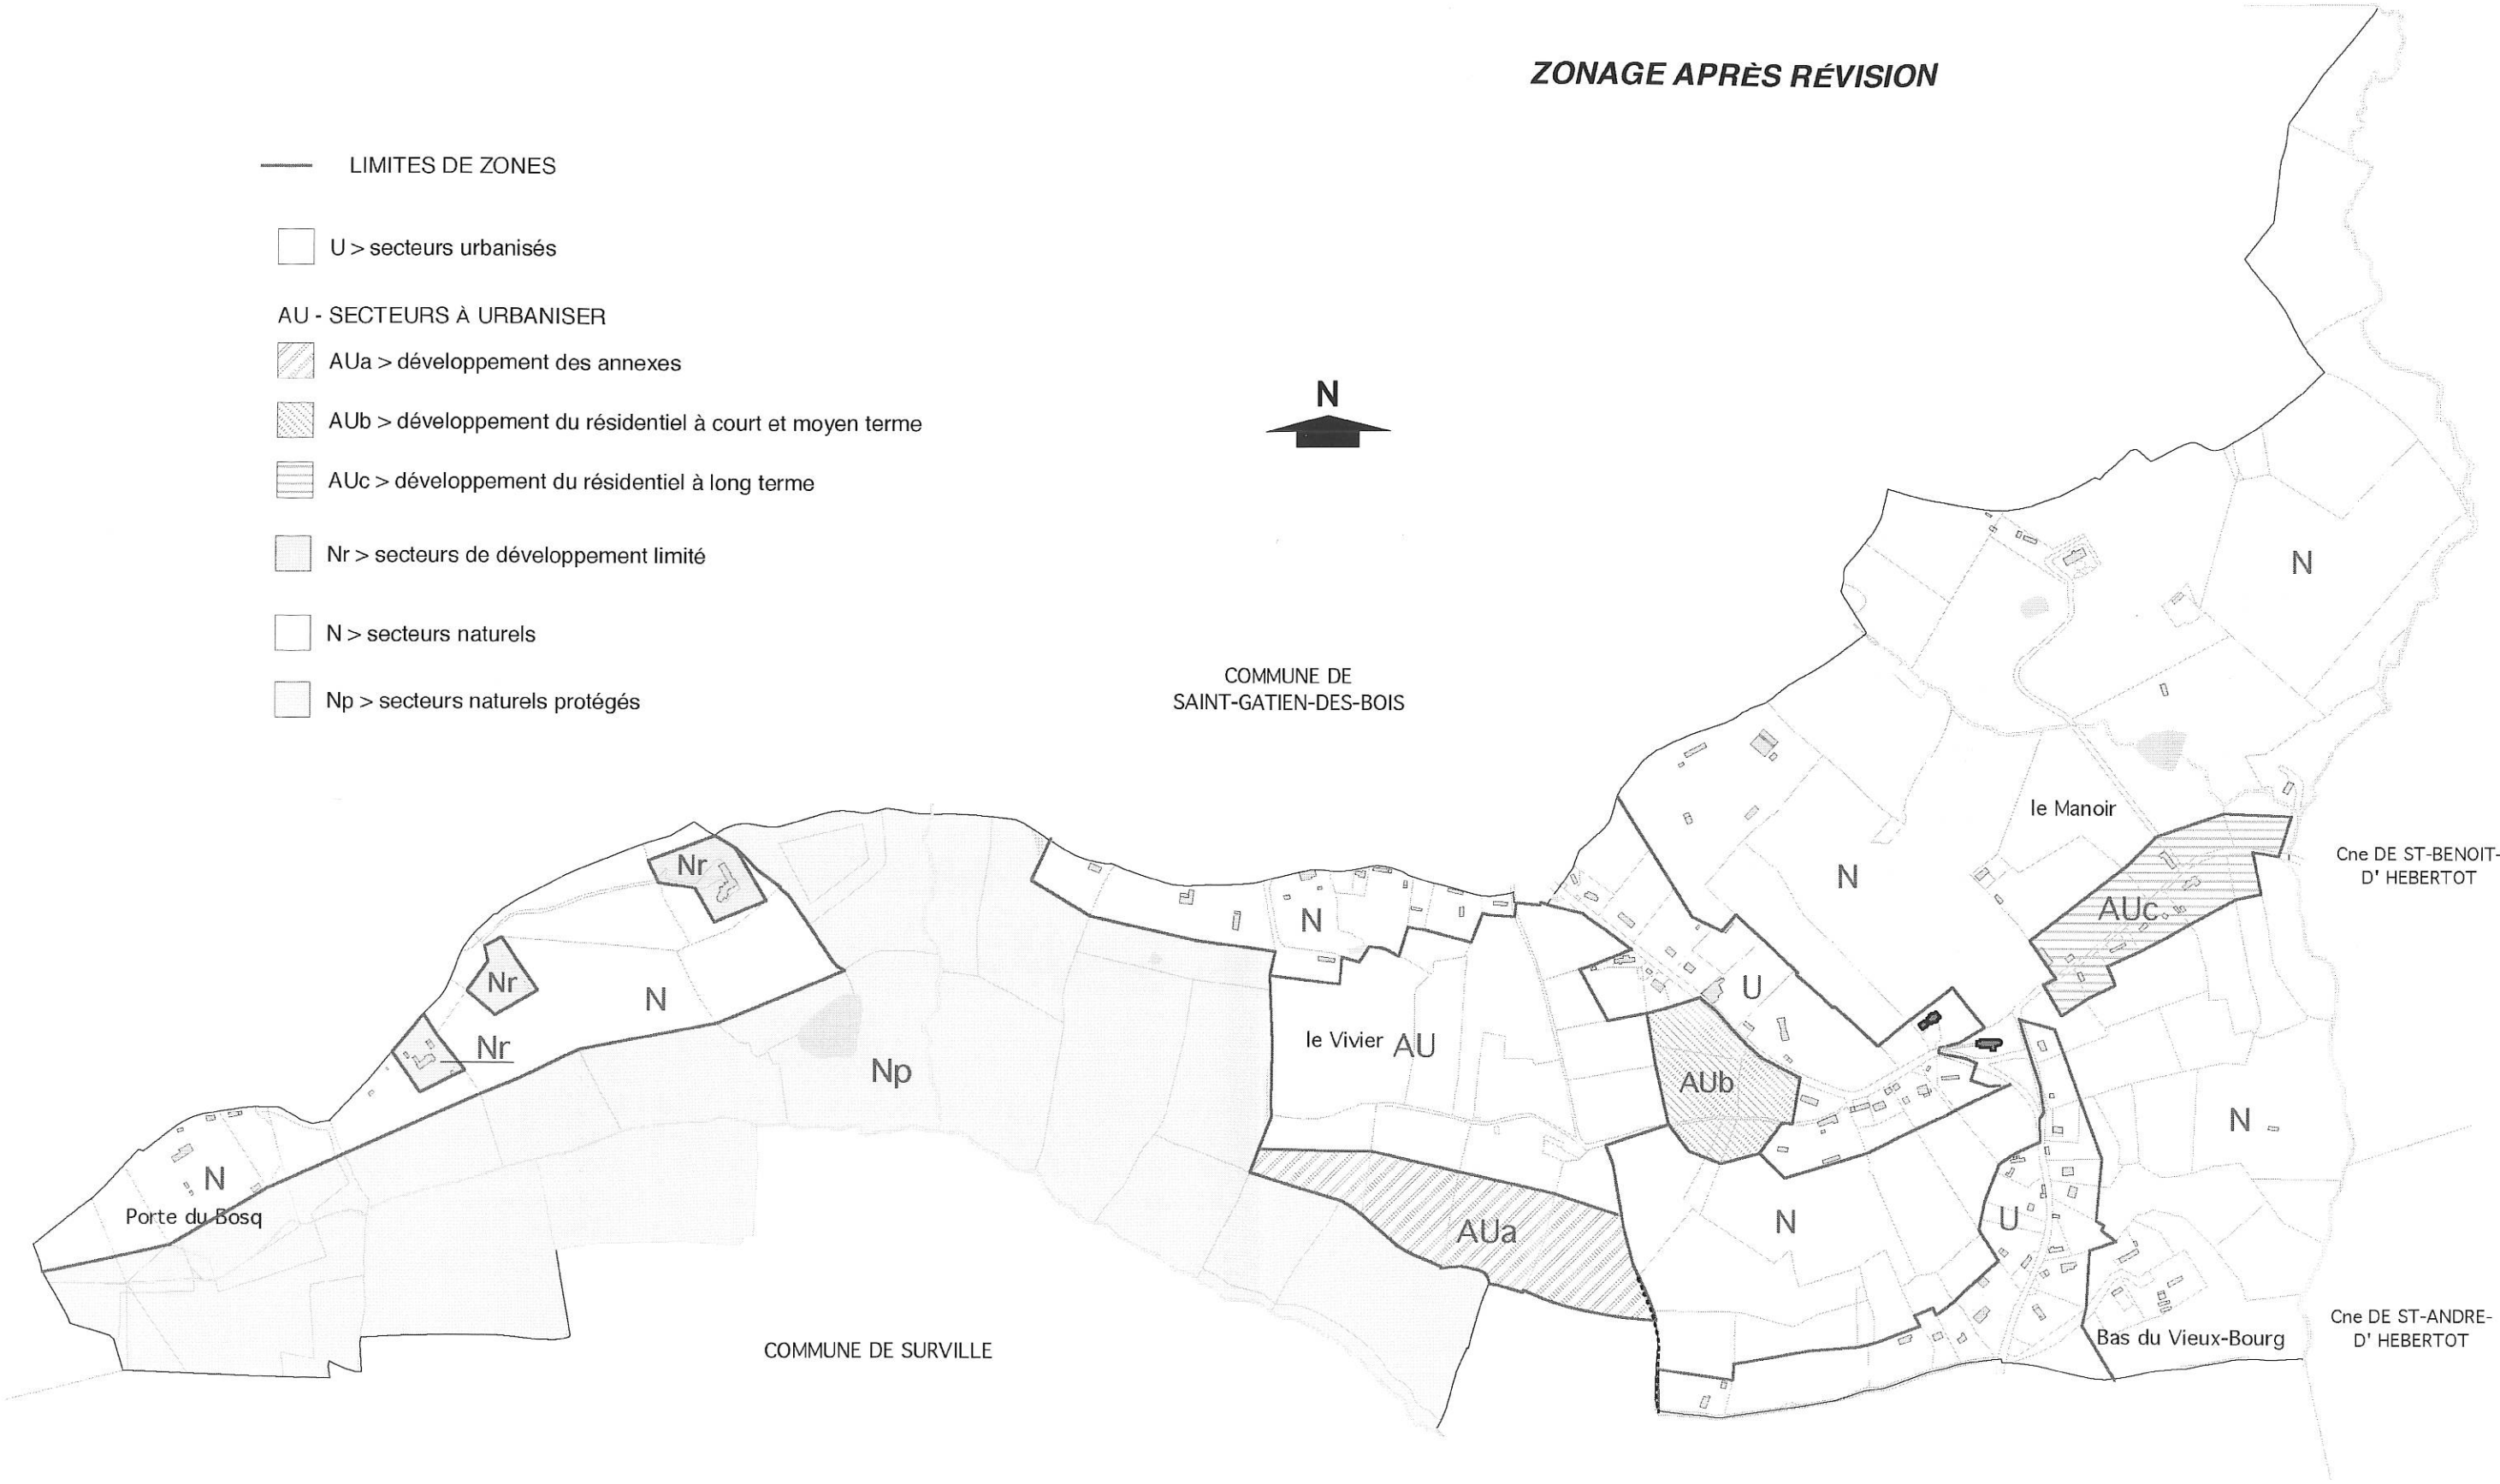 ZONAGE APRÈS RÉVISION
LIMITES DE ZONES
U > secteurs urbanisés
AU - SECTEURS À URBANISER
AUa > développement des annexes
AUb > développement du résidentiel à court et moyen terme
AUc > développement du résidentiel à long terme
Nr > secteurs de développement limité
N > secteurs naturels
Np > secteurs naturels protégés
N
COMMUNE DE
SAINT-GATIEN-DES-BOIS
N
le Manoir
Cne DE ST-BENOIT-
D' HEBERTOT
Nr
N
N
AUc
Nr
N
U
Nr
le Vivier AU
Np
AUb
N
N
Porte du Bosq
AUa
N
U
COMMUNE DE SURVILLE
Bas du Vieux-Bourg
Cne DE ST-ANDRE-
D' HEBERTOT